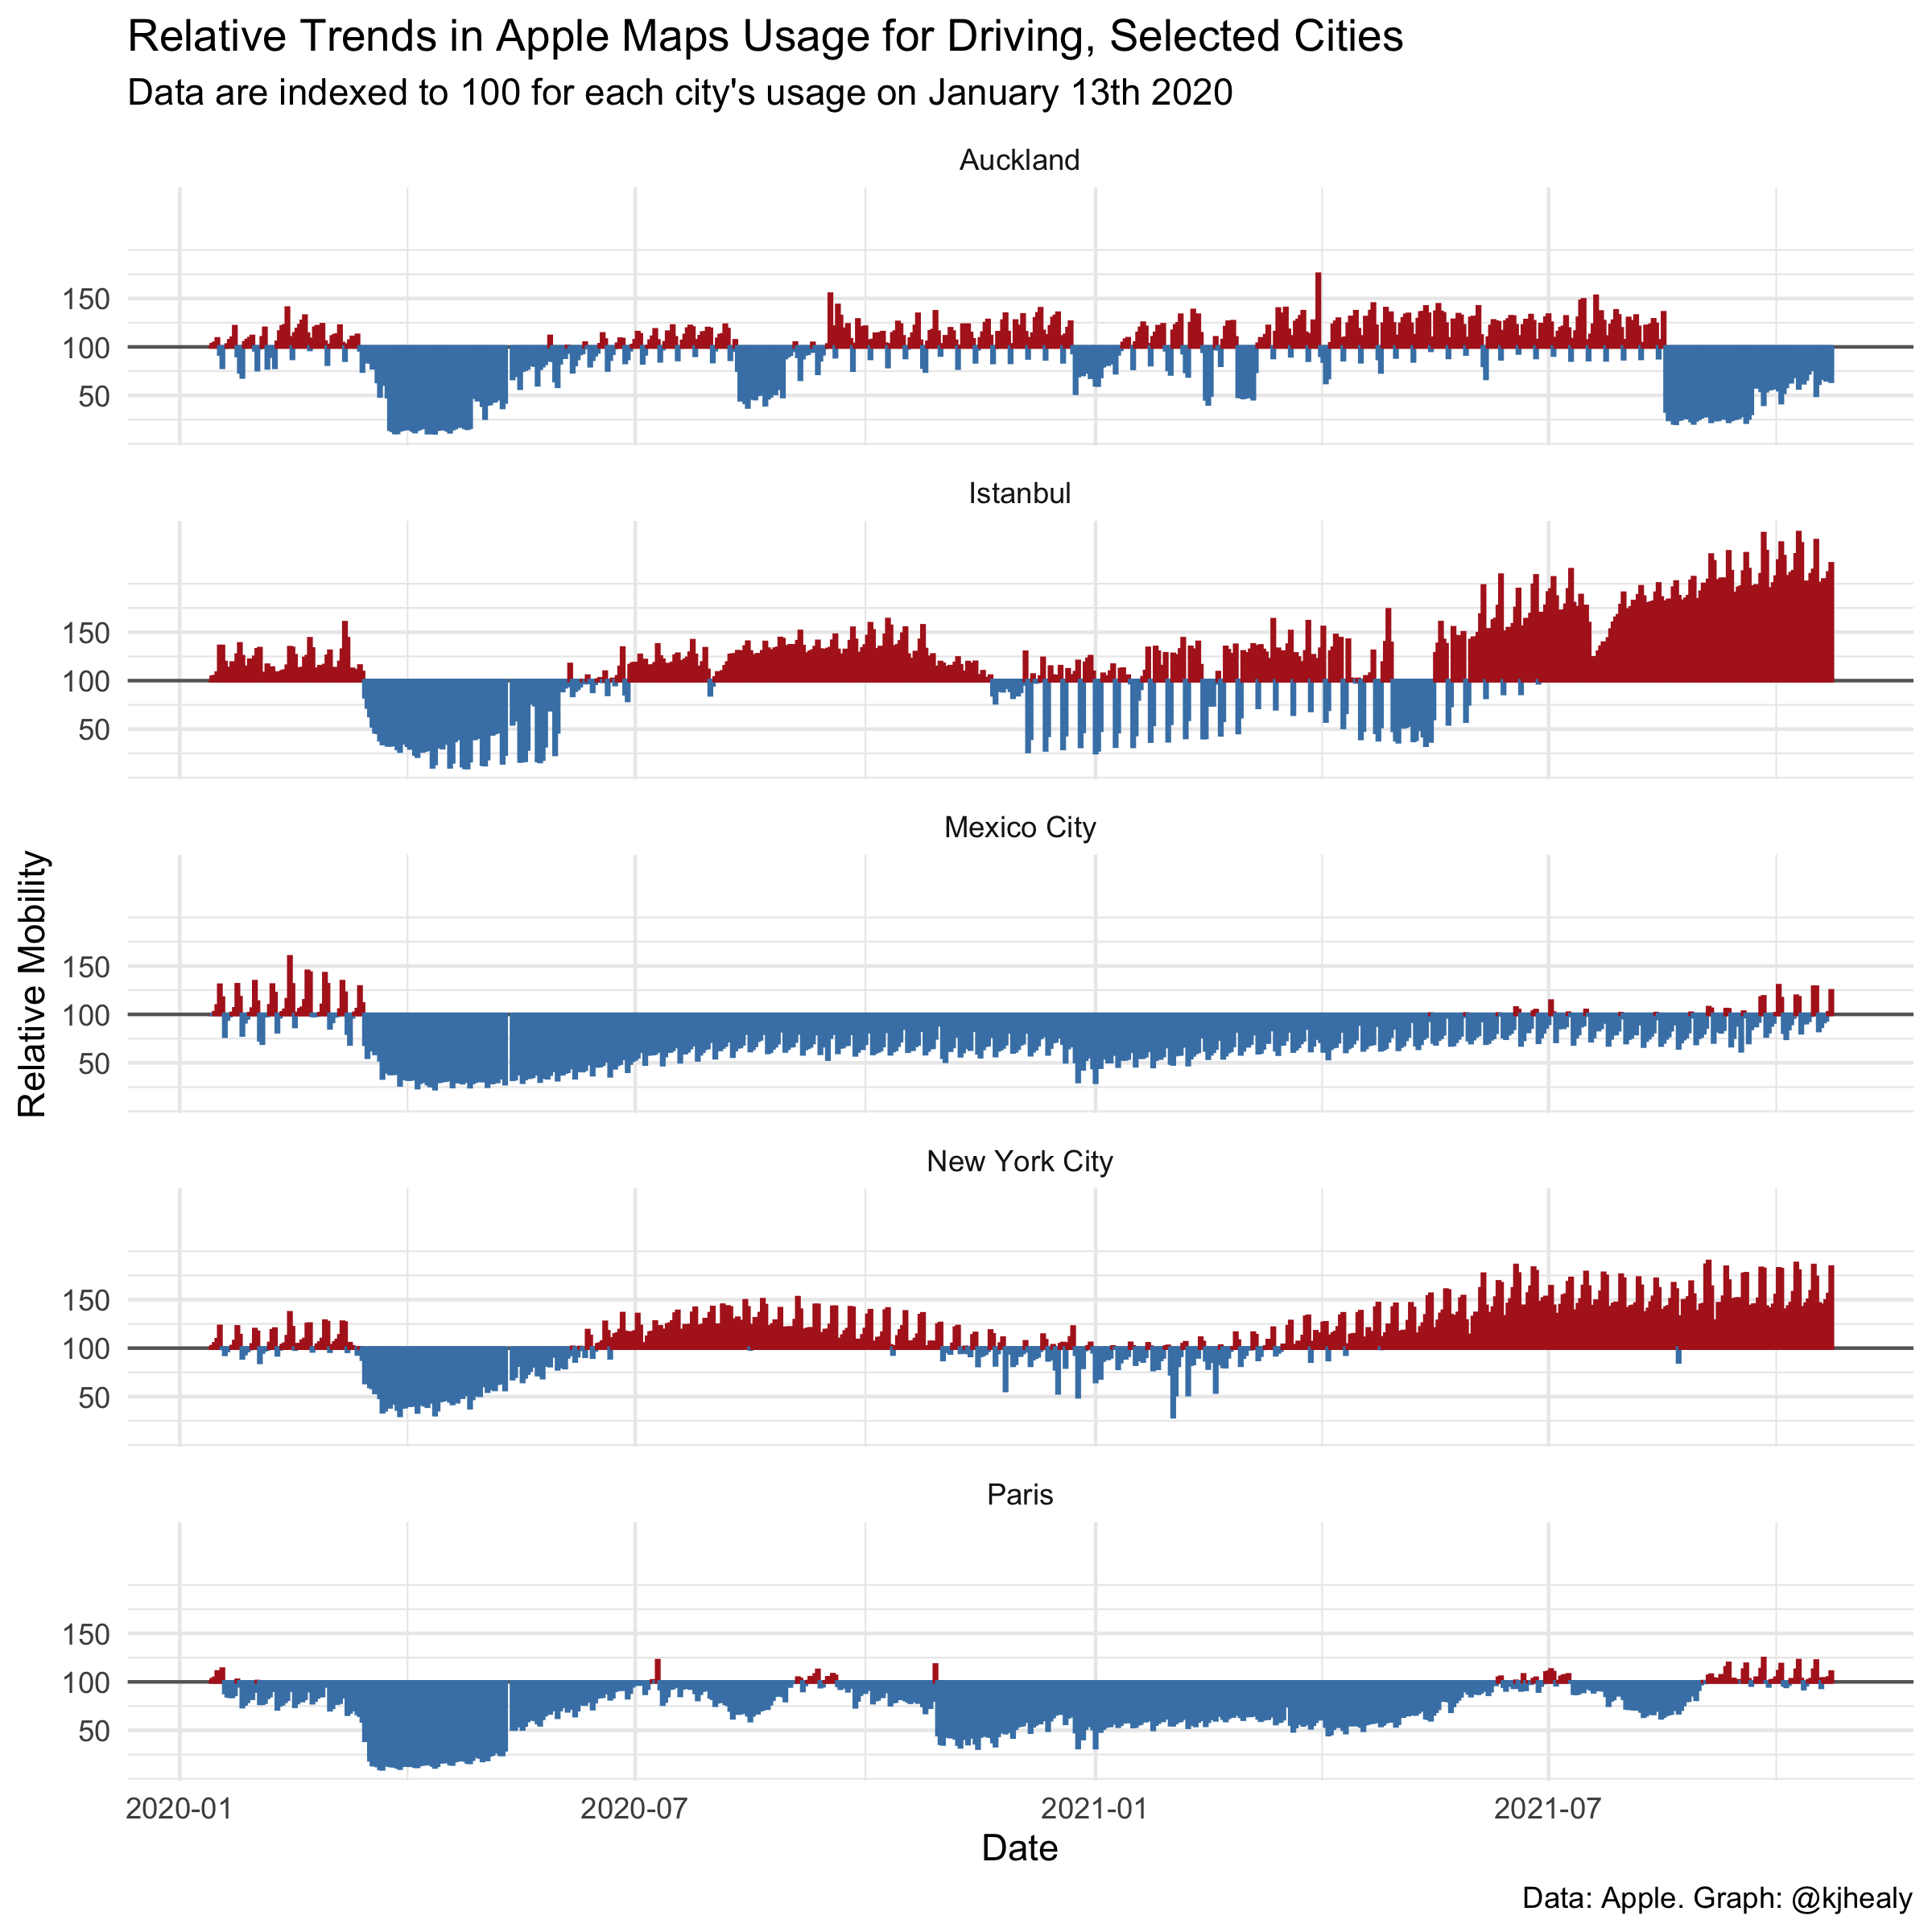 Relative Trends in Apple Maps Usage for Driving, Selected Cities
Data are indexed to 100 for each city's usage on January 13th 2020
Relative Mobility
Auckland
150
100
50
Istanbul
150
100
50
Mexico City
150
100
50
New York City
150
100
50
Paris
150
100
50
2020-01 2020-07 2021-01 2021-07
Date
Data: Apple. Graph: @kjhealy